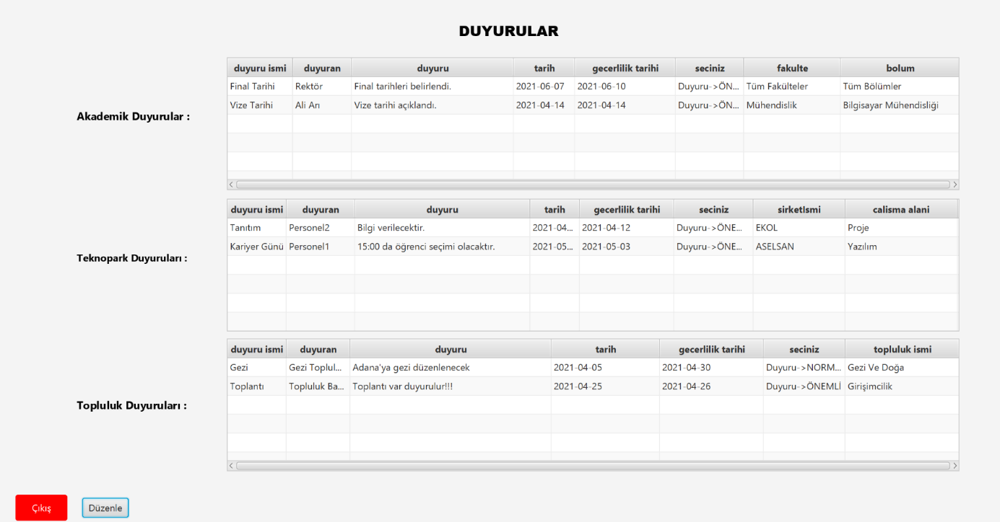 DUYURULAR
Akademik Duyurular :
duyuru ismi duyuran duyuru tarih gecerlilik tarihi seciniz fakulte bolum
Final Tarihi Rektör Final tarihleri belirlendi. 2021-06-07 2021-06-10 Duyuru->ÖN... Tüm Fakülteler Tüm Bölümler
Vize Tarihi Ali Arı Vize tarihi açıklandı. 2021-04-14 2021-04-14 Duyuru->ÖN... Mühendislik Bilgisayar Mühendisliği
Teknopark Duyuruları :
duyuru ismi duyuran duyuru tarih gecerlilik tarihi seciniz sirketIsmi calisma alani
Tanıtım Personel2 Bilgi verilecektir. 2021-04... 2021-04-12 Duyuru->ÖNE... EKOL Proje
Kariyer Günü Personel1 15:00 da öğrenci seçimi olacaktır. 2021-05... 2021-05-03 Duyuru->ÖNE... ASELSAN Yazılım
Topluluk Duyuruları :
duyuru ismi duyuran duyuru tarih gecerlilik tarihi seciniz topluluk ismi
Gezi Gezi Toplul... Adana'ya gezi düzenlenecek 2021-04-05 2021-04-30 Duyuru->NORM... Gezi Ve Doğa
Toplantı Topluluk Ba... Toplantı var duyurulur!!! 2021-04-25 2021-04-26 Duyuru->ÖNEMLİ Girişimcilik
Çıkış Düzenle